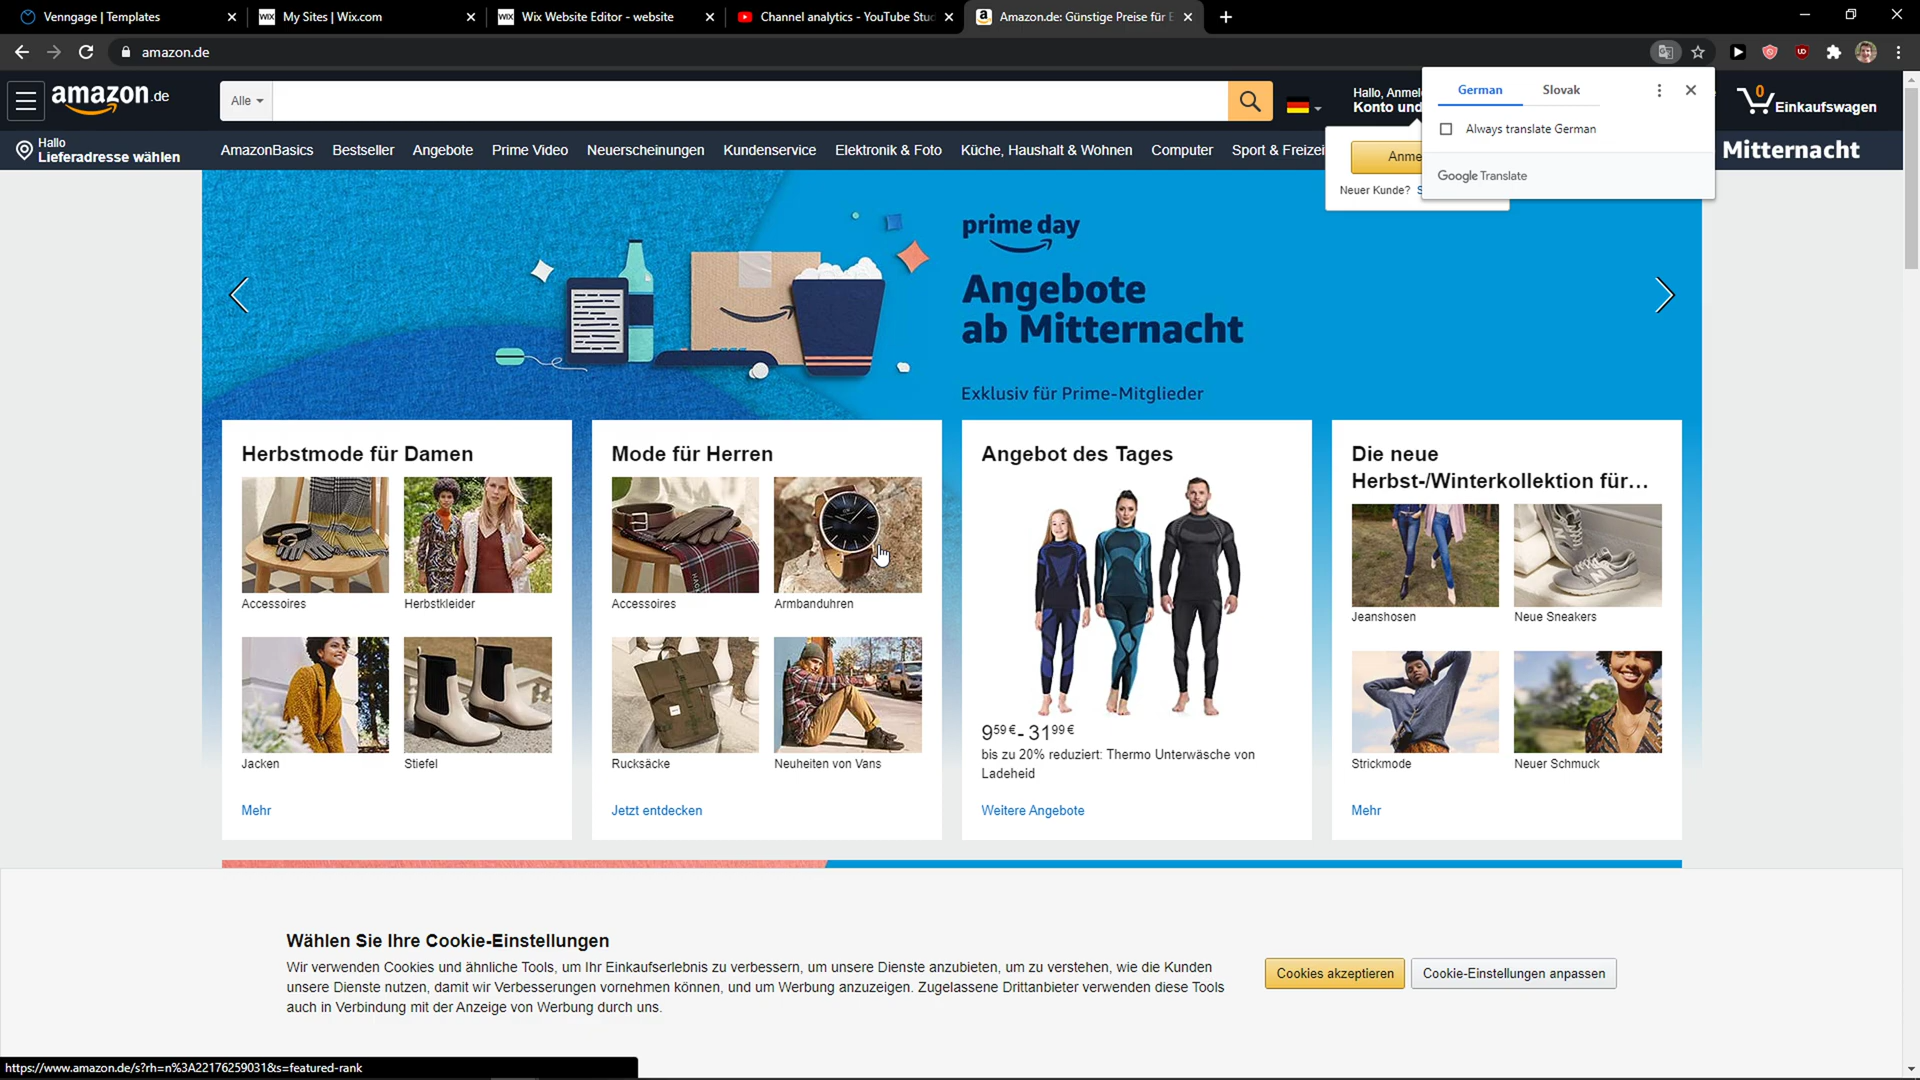 Venngage | Templates
WIX My Sites | Wix.com
WIX Wix Website Editor - website
Channel analytics - YouTube Stud
Amazon.de: Günstige Preise für E
amazon.de
amazon.de
Alle
Hallo, Anmel
Konto und
0
Einkaufswagen
German
Slovak
Always translate German
Google Translate
Hallo
Lieferadresse wählen
AmazonBasics Bestseller Angebote Prime Video Neuerscheinungen Kundenservice Elektronik & Foto Küche, Haushalt & Wohnen Computer Sport & Freizei
Mitternacht
Anme
Neuer Kunde? S
prime day
Angebote
ab Mitternacht
Exklusiv für Prime-Mitglieder
Herbstmode für Damen
Accessoires
Herbstkleider
Jacken
Stiefel
Mehr
Mode für Herren
Accessoires
Armbanduhren
Rucksäcke
Neuheiten von Vans
Jetzt entdecken
Angebot des Tages
959 € - 3199 €
bis zu 20% reduziert: Thermo Unterwäsche von
Ladeheid
Weitere Angebote
Die neue
Herbst-/Winterkollektion für...
Jeanshosen
Neue Sneakers
Strickmode
Neuer Schmuck
Mehr
Wählen Sie Ihre Cookie-Einstellungen
Wir verwenden Cookies und ähnliche Tools, um Ihr Einkaufserlebnis zu verbessern, um unsere Dienste anzubieten, um zu verstehen, wie die Kunden
unsere Dienste nutzen, damit wir Verbesserungen vornehmen können, und um Werbung anzuzeigen. Zugelassene Drittanbieter verwenden diese Tools
auch in Verbindung mit der Anzeige von Werbung durch uns.
Cookies akzeptieren
Cookie-Einstellungen anpassen
https://www.amazon.de/s?rh=n%3A22176259031&s=featured-rank